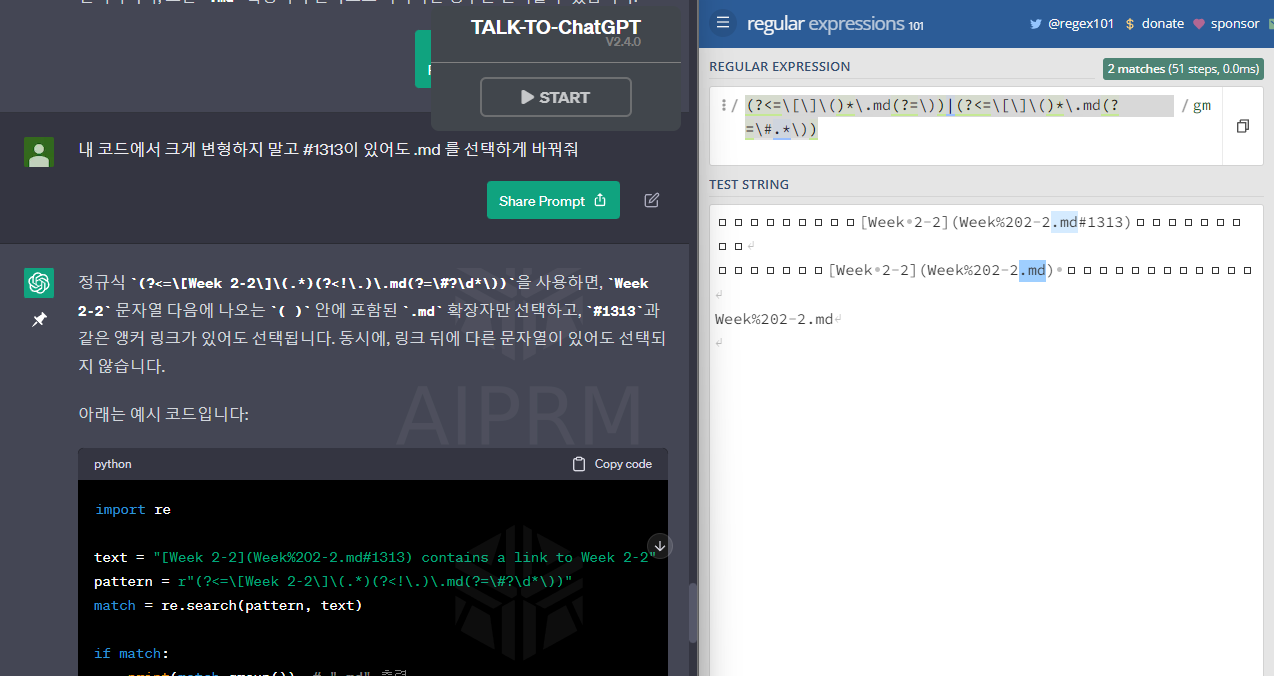 TALK-TO-ChatGPT
V2.4.0
START
내 코드에서 크게 변형하지 말고 #1313이 있어도 .md 를 선택하게 바꿔줘
Share Prompt
정규식 `(?<=\[Week 2-2\]\(.*)(?<!\.)\.md(?=\#?\d*\))`을 사용하면, `Week
2-2` 문자열 다음에 나오는 `( )` 안에 포함된 `.md` 확장자만 선택하고, `#1313`과
같은 앵커 링크가 있어도 선택됩니다. 동시에, 링크 뒤에 다른 문자열이 있어도 선택되
지 않습니다.
아래는 예시 코드입니다:
AIPRM
python
Copy code
import re
text = "[Week 2-2](Week%202-2.md#1313) contains a link to Week 2-2"
pattern = r"(?<=\[Week 2-2\]\(.*)(?<!\.)\.md(?=\#?\d*\))"
match = re.search(pattern, text)
if match:
regular expressions 101
@regex101
$ donate
sponsor
REGULAR EXPRESSION
2 matches (51 steps, 0.0ms)
/ (?<=\[\]\()*\.md(?=\))|(?<=\[\]\()*\.md(?
=\#.*\))
/ gm
TEST STRING
□□□□□□□□□[Week•2-2](Week%202-2.md#1313)□□□□□□□
□□↵
□□□□□□□[Week•2-2](Week%202-2.md)•□□□□□□□□□□□□
↵
Week%202-2.md↵
↵